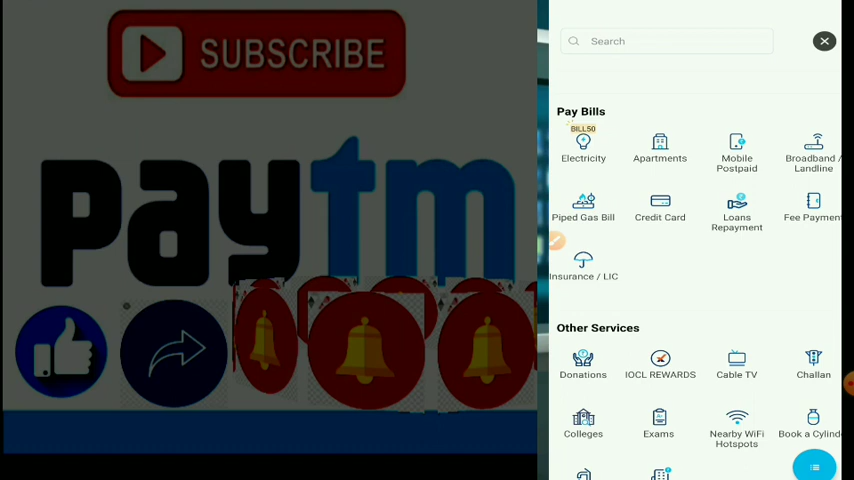 SUBSCRIBE
paytm
Search
Pay Bills
BILL50
Electricity
Apartments
Mobile
Postpaid
Broadband /
Landline
Piped Gas Bill
Credit Card
Loans
Repayment
Fee Paymen
Insurance / LIC
Other Services
Donations
IOCL REWARDS
Cable TV
Challan
Colleges
Exams
Nearby WiFi
Hotspots
Book a Cylind